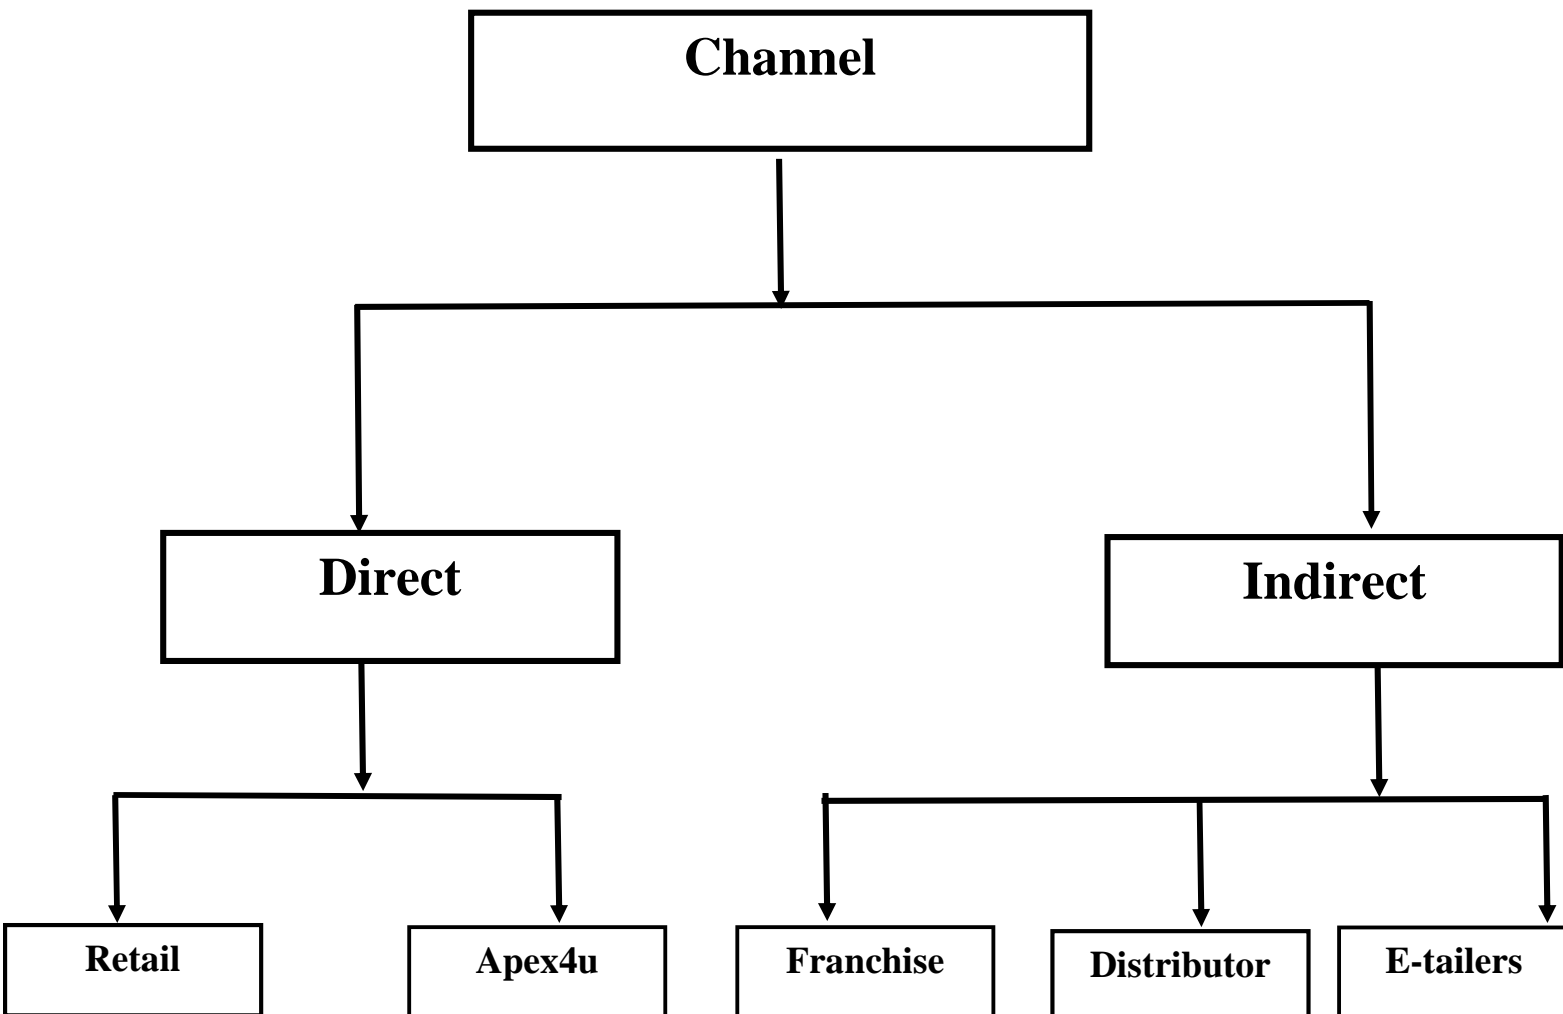 Channel
Direct
Indirect
Retail
Apex4u
Franchise
Distributor
E-tailers